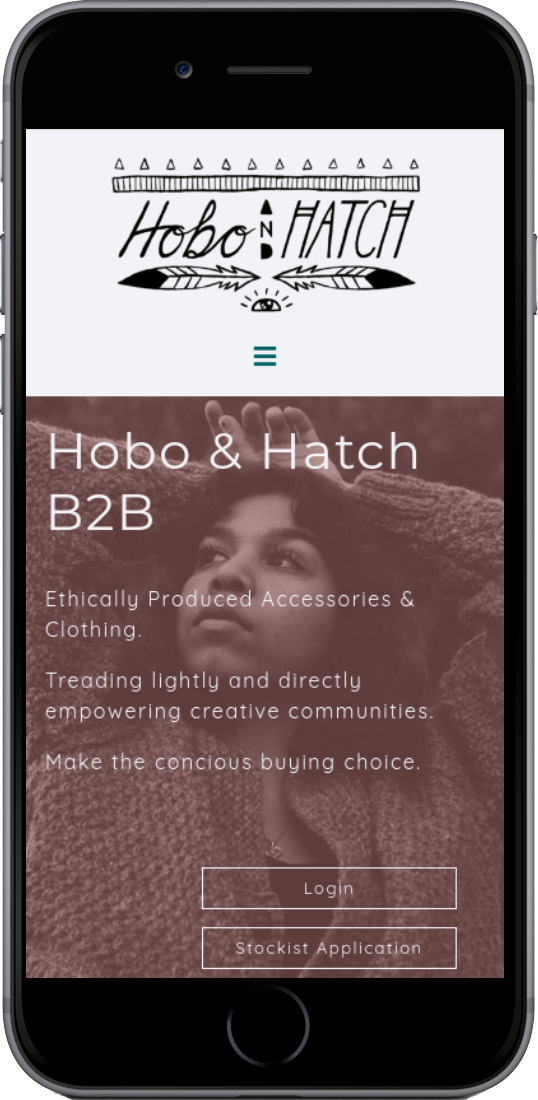 Hobo AND HATCH
Hobo & Hatch
B2B
Ethically Produced Accessories &
Clothing.
Treading lightly and directly
empowering creative communities.
Make the concious buying choice.
Login
Stockist Application